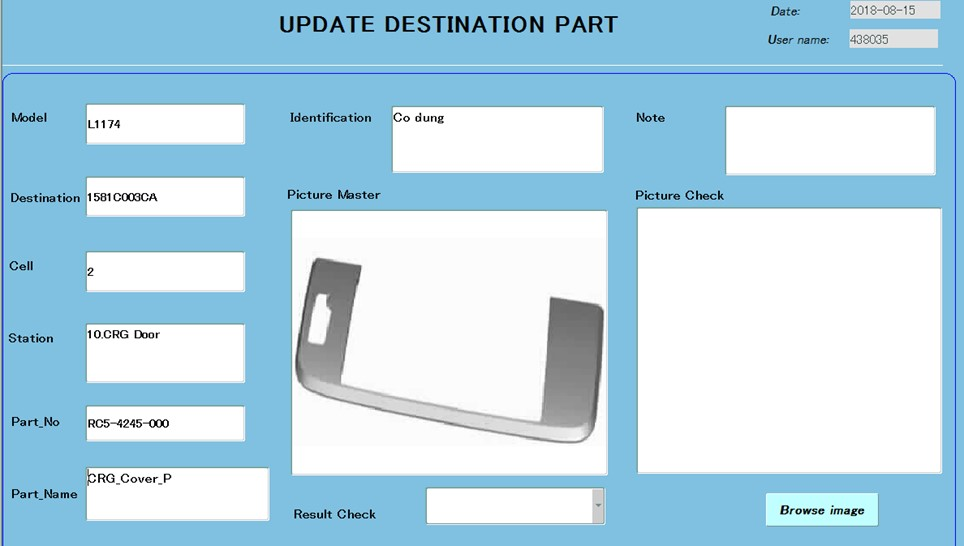 UPDATE DESTINATION PART
Date: 2018-08-15
User name: 438035
Model L1174
Identification Co dung
Note
Destination 1581C003CA
Picture Master
Picture Check
Cell 2
Station 10.CRG Door
Part_No RC5-4245-000
Part_Name CRG_Cover_P
Result Check
Browse image